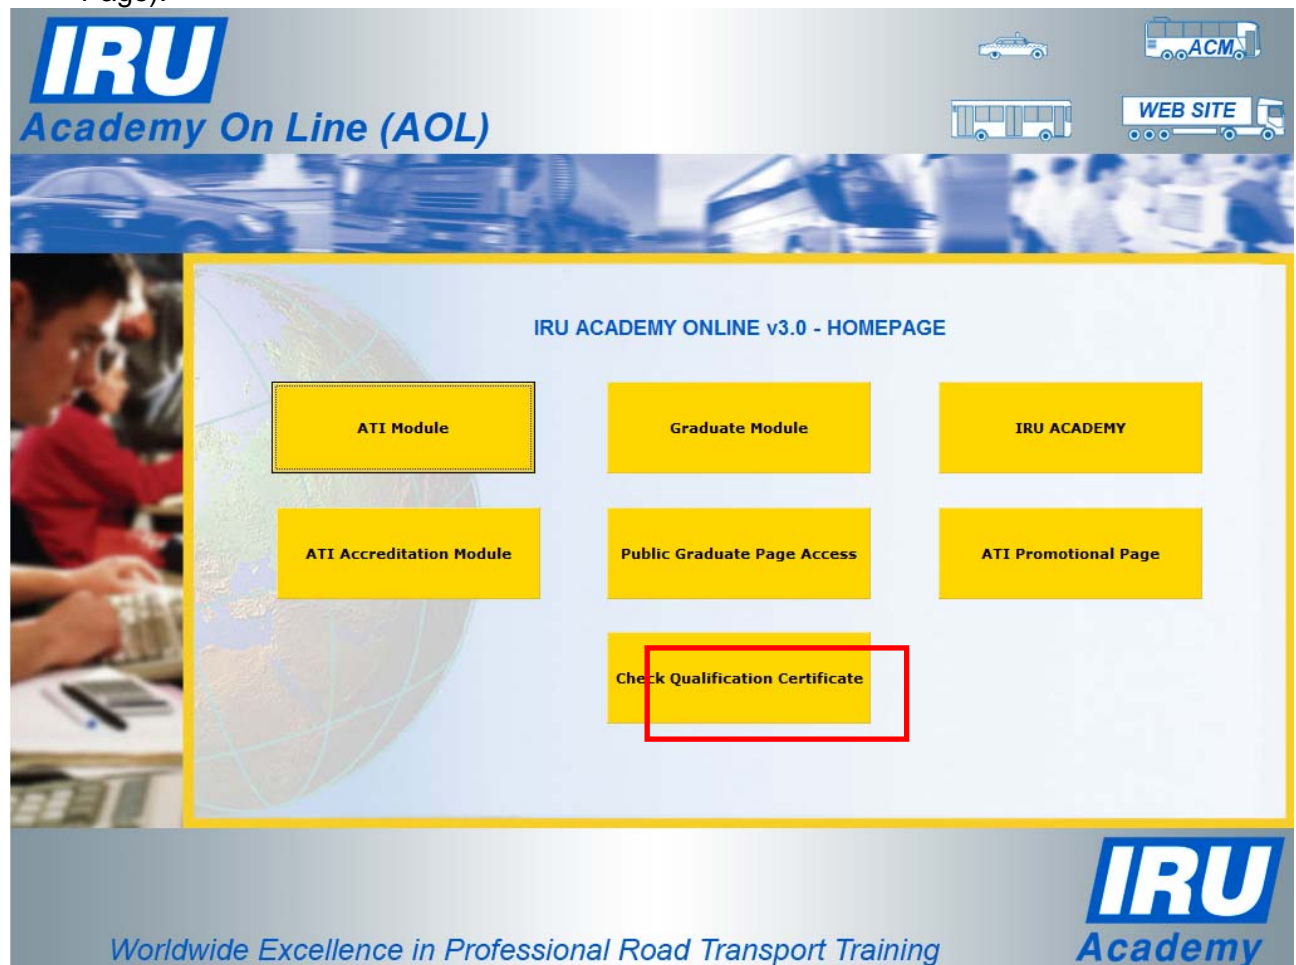 Page).
IRU
Academy On Line (AOL)
ACM
WEB SITE
IRU ACADEMY ONLINE v3.0 - HOMEPAGE
ATI Module
Graduate Module
IRU ACADEMY
ATI Accreditation Module
Public Graduate Page Access
ATI Promotional Page
Check Qualification Certificate
IRU
Academy
Worldwide Excellence in Professional Road Transport Training